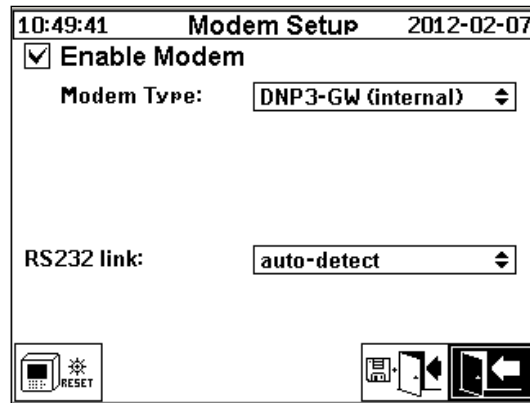 10:49:41 Modem Setup 2012-02-07
Enable Modem
Modem Type: DNP3-GW (internal)
RS232 link: auto-detect
RESET